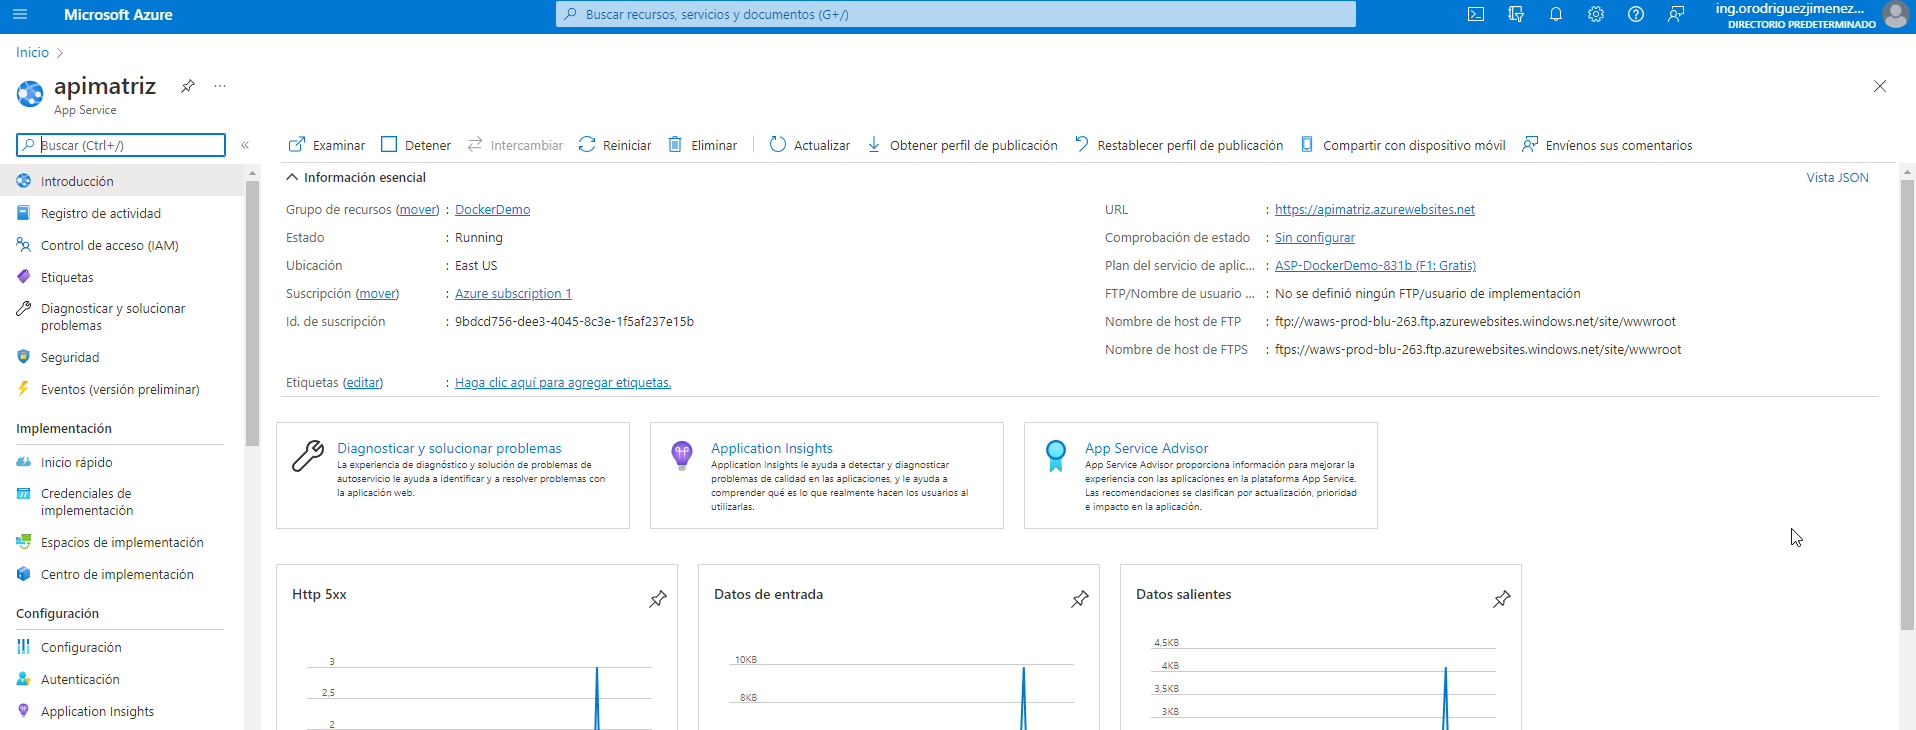 Microsoft Azure
Buscar recursos, servicios y documentos (G+/)
ing.orodriguezjimenez...
DIRECTORIO PREDETERMINADO
Inicio
apimatriz
...
App Service
Buscar (Ctrl+/)
«
Examinar
Detener
Intercambiar
Reiniciar
Eliminar
Actualizar
Obtener perfil de publicación
Restablecer perfil de publicación
Compartir con dispositivo móvil
Envíenos sus comentarios
Introducción
Registro de actividad
Control de acceso (IAM)
Etiquetas
Diagnosticar y solucionar
problemas
Seguridad
Eventos (versión preliminar)
Implementación
Inicio rápido
Credenciales de
implementación
Espacios de implementación
Centro de implementación
Configuración
Configuración
Autenticación
Application Insights
Información esencial
Vista JSON
Grupo de recursos (mover) : DockerDemo
Estado : Running
Ubicación : East US
Suscripción (mover) : Azure subscription 1
Id. de suscripción : 9bdcd756-dee3-4045-8c3e-1f5af237e15b
Etiquetas (editar) : Haga clic aquí para agregar etiquetas.
URL : https://apimatriz.azurewebsites.net
Comprobación de estado : Sin configurar
Plan del servicio de aplic... : ASP-DockerDemo-831b (F1: Gratis)
FTP/Nombre de usuario ... : No se definió ningún FTP/usuario de implementación
Nombre de host de FTP : ftp://waws-prod-blu-263.ftp.azurewebsites.windows.net/site/wwwroot
Nombre de host de FTPS : ftps://waws-prod-blu-263.ftp.azurewebsites.windows.net/site/wwwroot
Diagnosticar y solucionar problemas
La experiencia de diagnóstico y solución de problemas de
autoservicio le ayuda a identificar y a resolver problemas con
la aplicación web.
Application Insights
Application Insights le ayuda a detectar y diagnosticar
problemas de calidad en las aplicaciones, y le ayuda a
comprender qué es lo que realmente hacen los usuarios al
utilizarlas.
App Service Advisor
App Service Advisor proporciona información para mejorar la
experiencia con las aplicaciones en la plataforma App Service.
Las recomendaciones se clasifican por actualización, prioridad
e impacto en la aplicación.
Http 5xx
3
2,5
2
Datos de entrada
10KB
8KB
Datos salientes
4,5KB
4KB
3,5KB
3KB